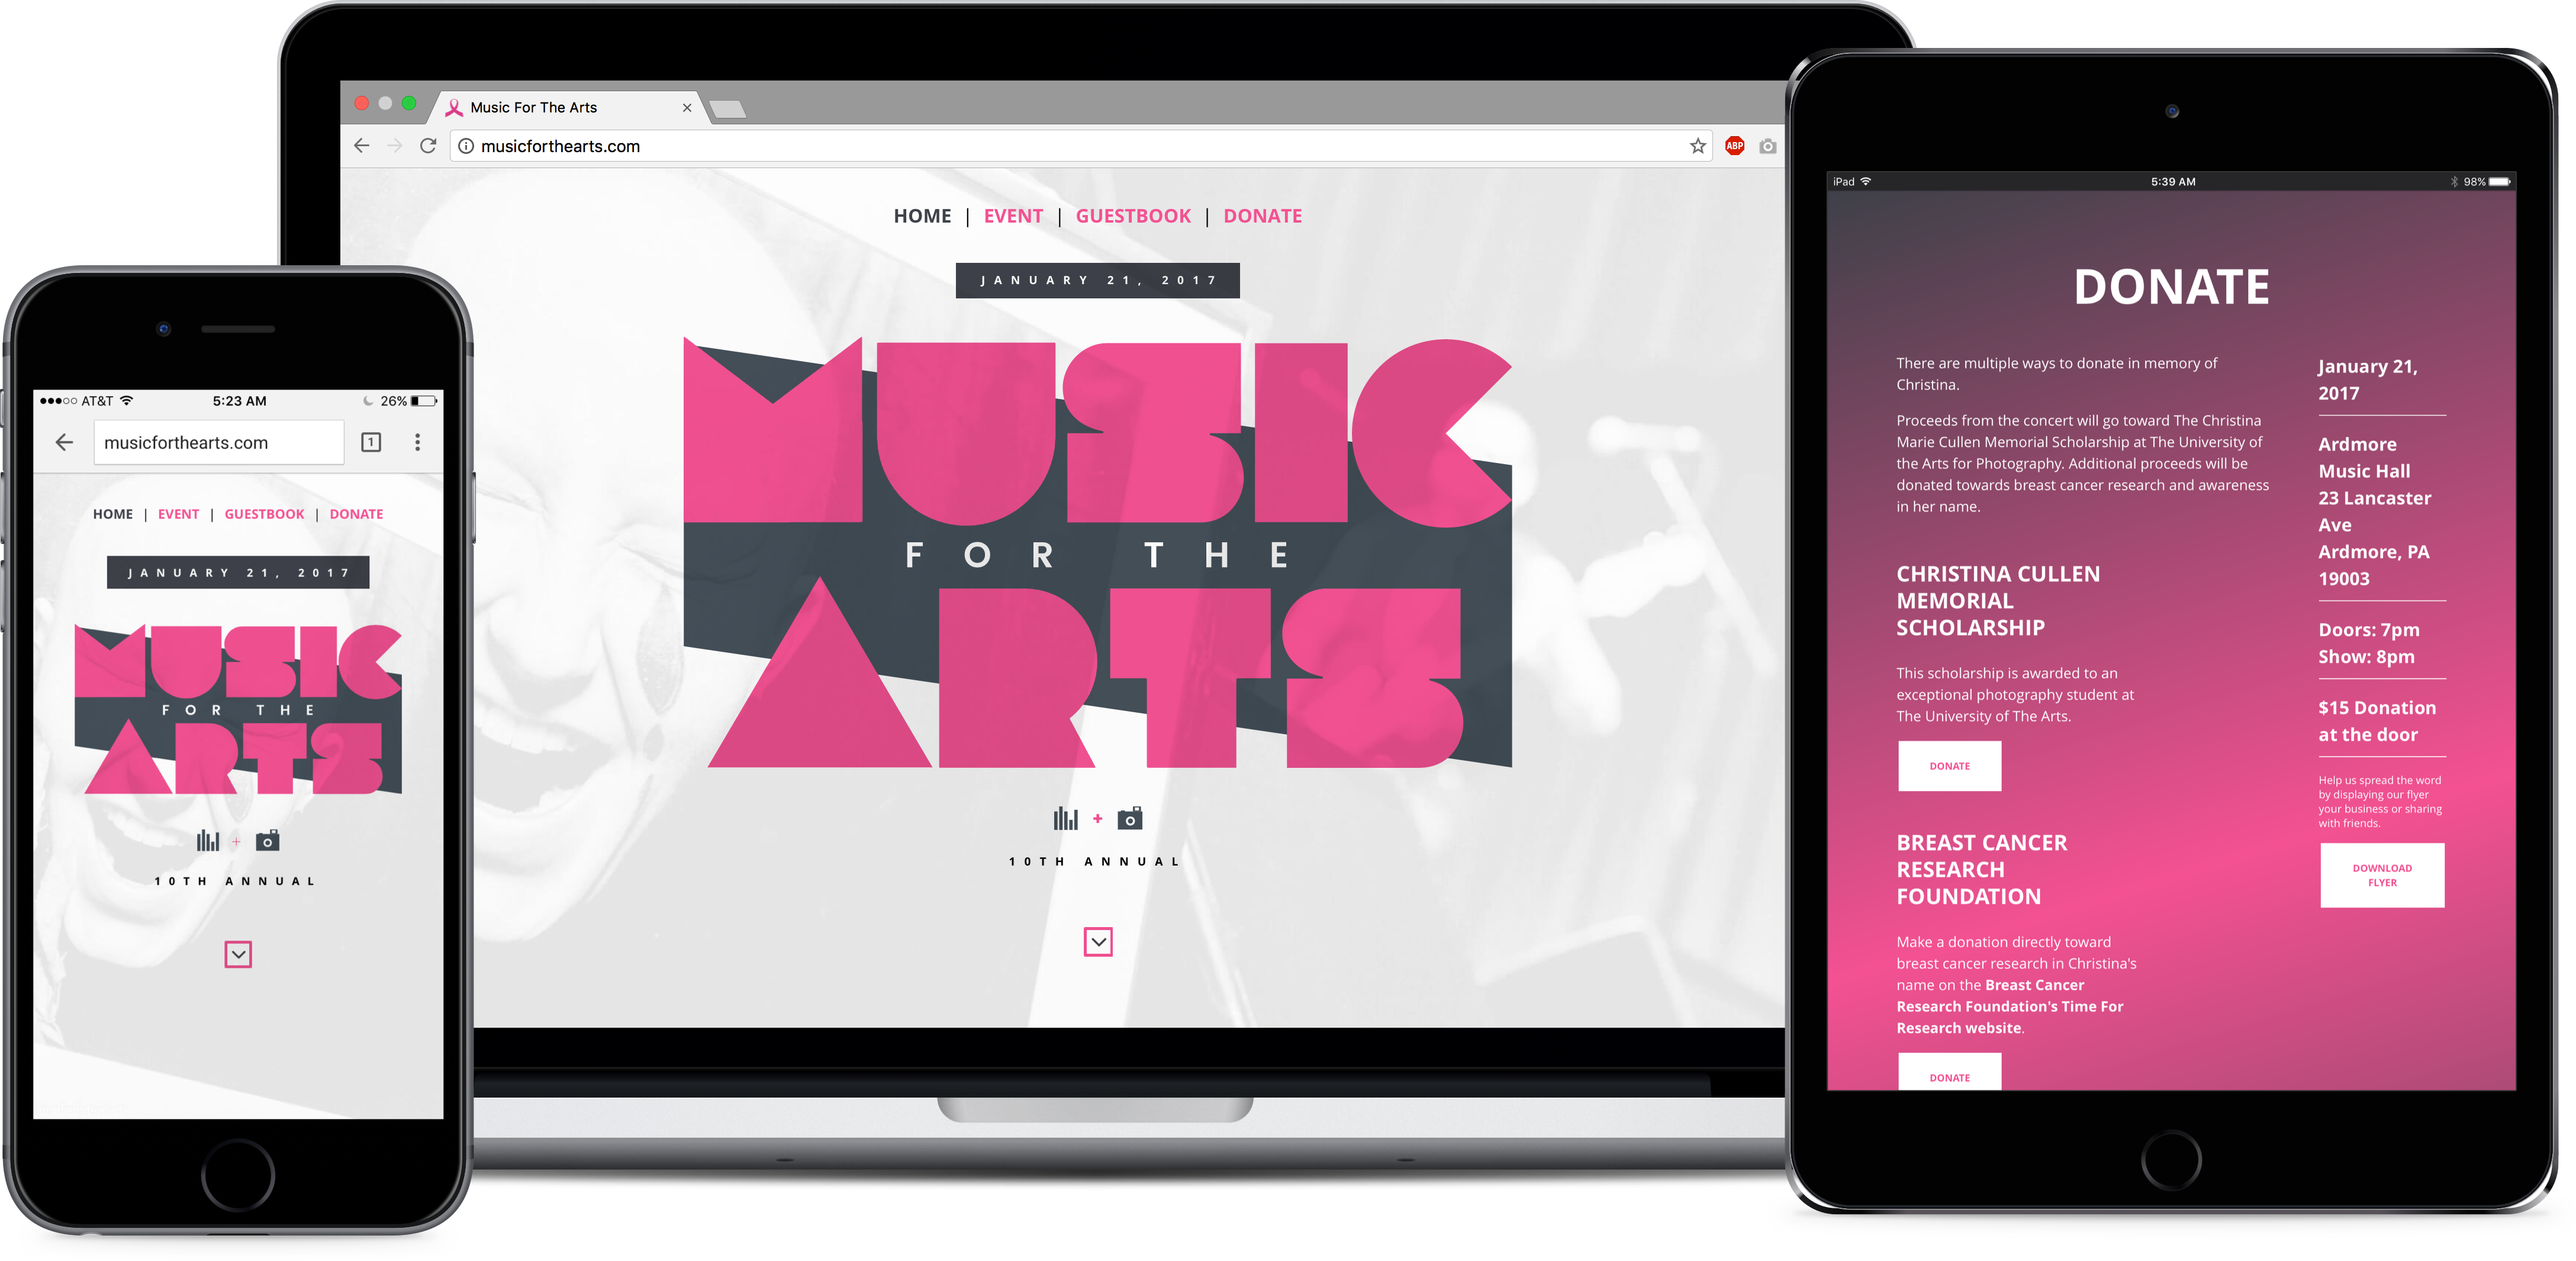 Music For The Arts
musicforthearts.com
ABP
HOME | EVENT | GUESTBOOK | DONATE
JANUARY 21, 2017
MUSIC
FOR THE
ARTS
10TH ANNUAL
AT&T 5:23 AM 26%
musicforthearts.com 1
HOME | EVENT | GUESTBOOK | DONATE
JANUARY 21, 2017
MUSIC
FOR THE
ARTS
10TH ANNUAL
iPad 5:39 AM 98%
DONATE
There are multiple ways to donate in memory of
Christina.
Proceeds from the concert will go toward The Christina
Marie Cullen Memorial Scholarship at The University of
the Arts for Photography. Additional proceeds will be
donated towards breast cancer research and awareness
in her name.
CHRISTINA CULLEN
MEMORIAL
SCHOLARSHIP
This scholarship is awarded to an
exceptional photography student at
The University of The Arts.
DONATE
BREAST CANCER
RESEARCH
FOUNDATION
Make a donation directly toward
breast cancer research in Christina's
name on the Breast Cancer
Research Foundation's Time For
Research website.
DONATE
January 21,
2017
Ardmore
Music Hall
23 Lancaster
Ave
Ardmore, PA
19003
Doors: 7pm
Show: 8pm
$15 Donation
at the door
Help us spread the word
by displaying our flyer
your business or sharing
with friends.
DOWNLOAD
FLYER